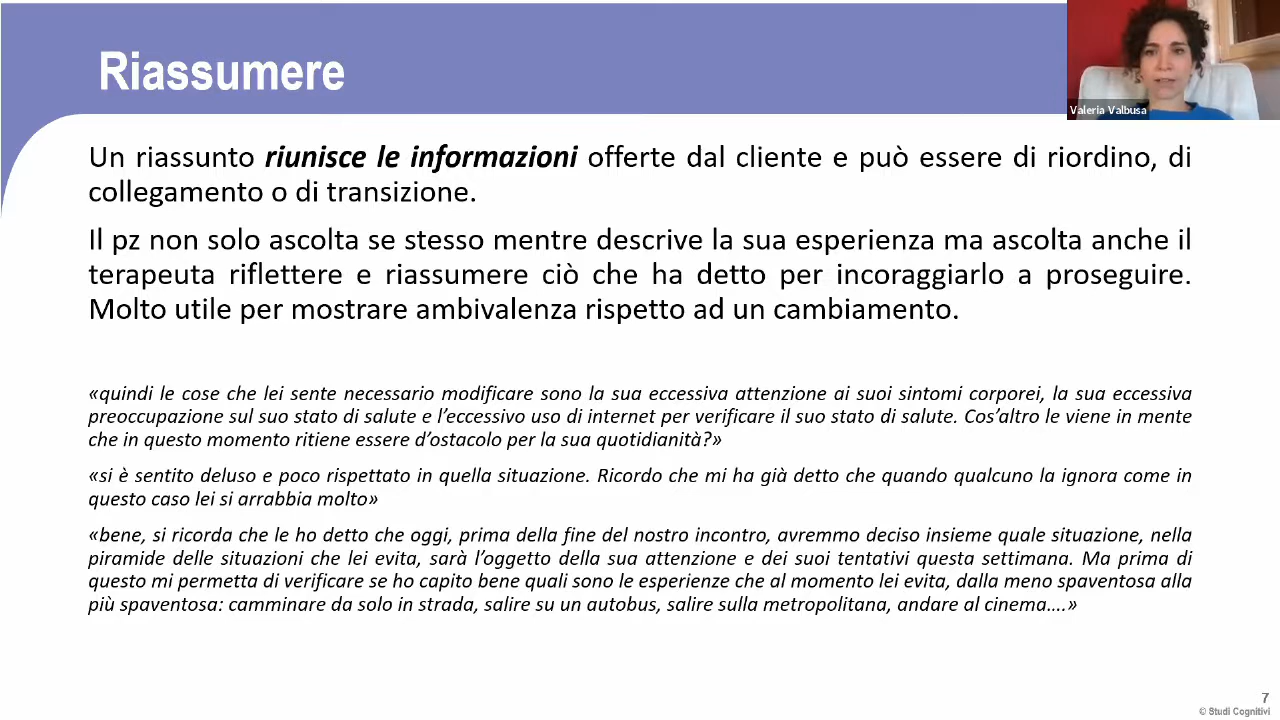 Riassumere
Valeria Valbusa
Un riassunto riunisce le informazioni offerte dal cliente e può essere di riordino, di
collegamento o di transizione.
Il pz non solo ascolta se stesso mentre descrive la sua esperienza ma ascolta anche il
terapeuta riflettere e riassumere ciò che ha detto per incoraggiarlo a proseguire.
Molto utile per mostrare ambivalenza rispetto ad un cambiamento.
«quindi le cose che lei sente necessario modificare sono la sua eccessiva attenzione ai suoi sintomi corporei, la sua eccessiva
preoccupazione sul suo stato di salute e l’eccessivo uso di internet per verificare il suo stato di salute. Cos’altro le viene in mente
che in questo momento ritiene essere d’ostacolo per la sua quotidianità?»
«si è sentito deluso e poco rispettato in quella situazione. Ricordo che mi ha già detto che quando qualcuno la ignora come in
questo caso lei si arrabbia molto»
«bene, si ricorda che le ho detto che oggi, prima della fine del nostro incontro, avremmo deciso insieme quale situazione, nella
piramide delle situazioni che lei evita, sarà l’oggetto della sua attenzione e dei suoi tentativi questa settimana. Ma prima di
questo mi permetta di verificare se ho capito bene quali sono le esperienze che al momento lei evita, dalla meno spaventosa alla
più spaventosa: camminare da solo in strada, salire su un autobus, salire sulla metropolitana, andare al cinema….»
7
© Studi Cognitivi